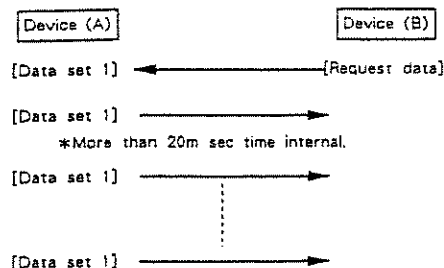 Device (A) Device (B)
[Data set 1] [Request data]
[Data set 1]
*More than 20m sec time internal.
[Data set 1]
[Data set 1]